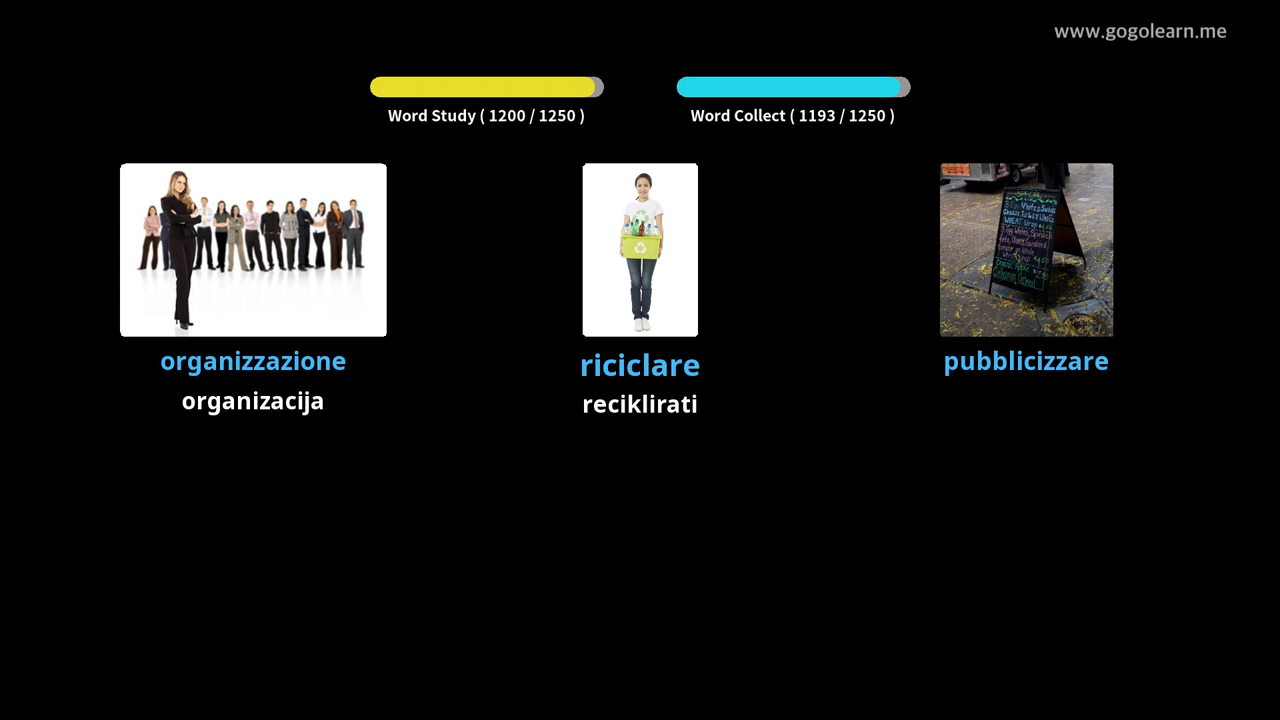 www.gogolearn.me
Word Study ( 1200 / 1250 )
Word Collect ( 1193 / 1250 )
organizzazione
riciclare
pubblicizzare
organizacija
reciklirati